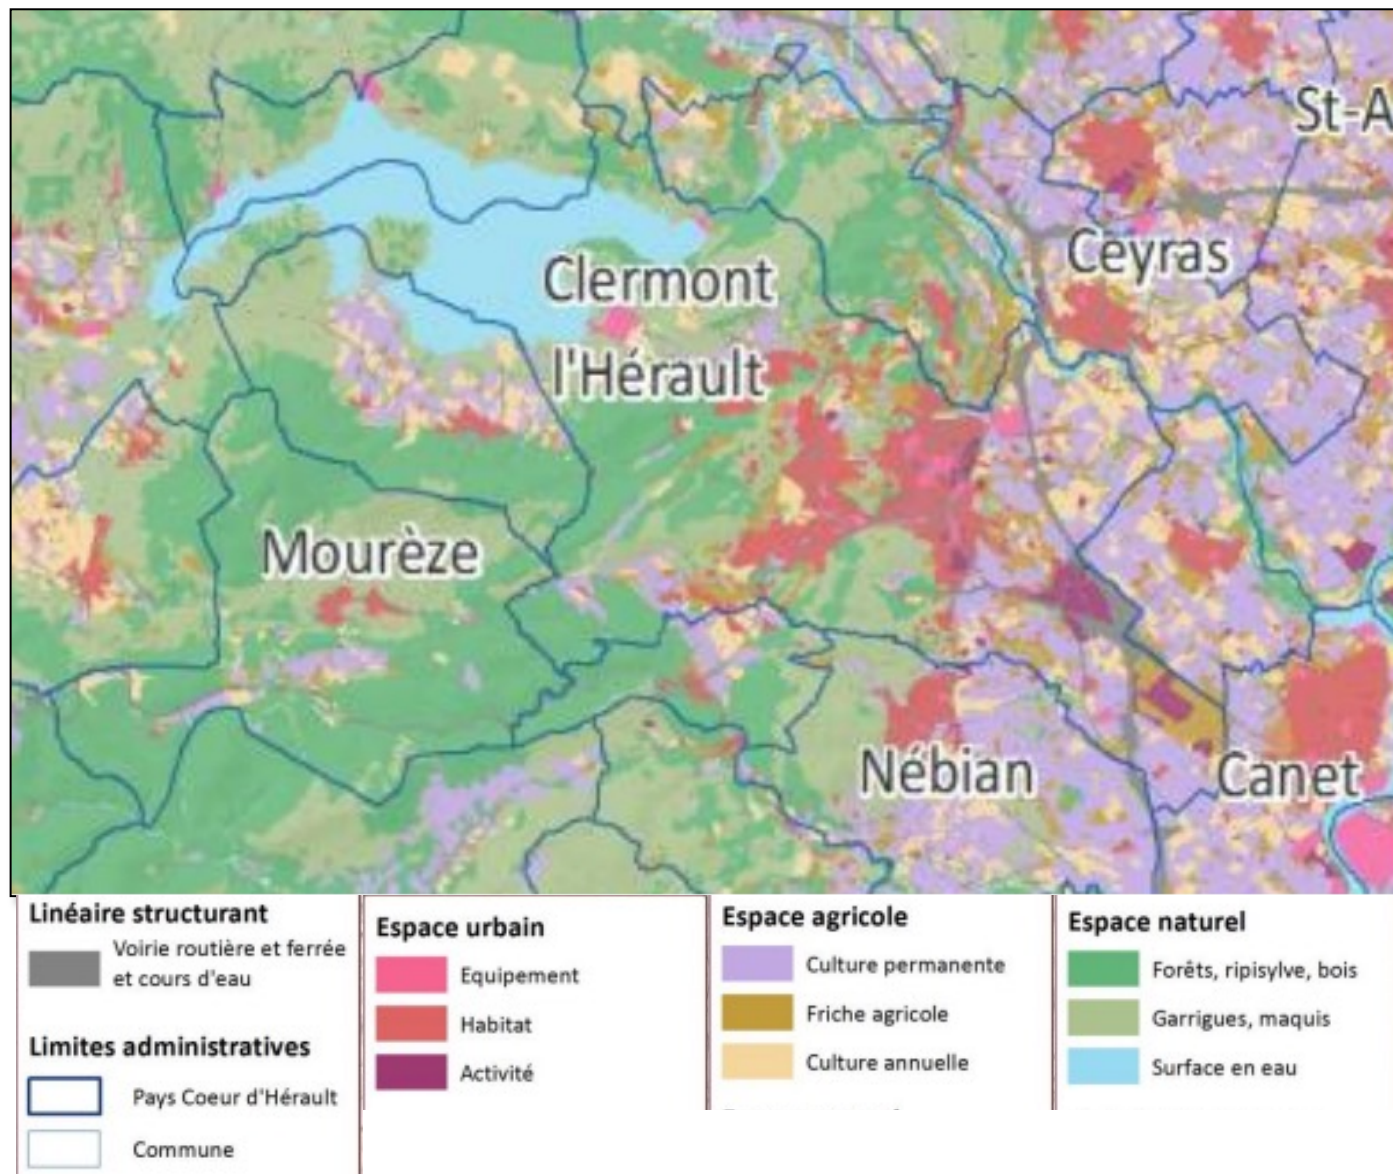 St-A
Ceyras
Clermont
l'Hérault
Mourèze
Nébian
Canet
Linéaire structurant
Voirie routière et ferrée
et cours d'eau
Limites administratives
Pays Coeur d'Hérault
Commune
Espace urbain
Equipement
Habitat
Activité
Espace agricole
Culture permanente
Friche agricole
Culture annuelle
Espace naturel
Forêts, ripisylve, bois
Garrigues, maquis
Surface en eau